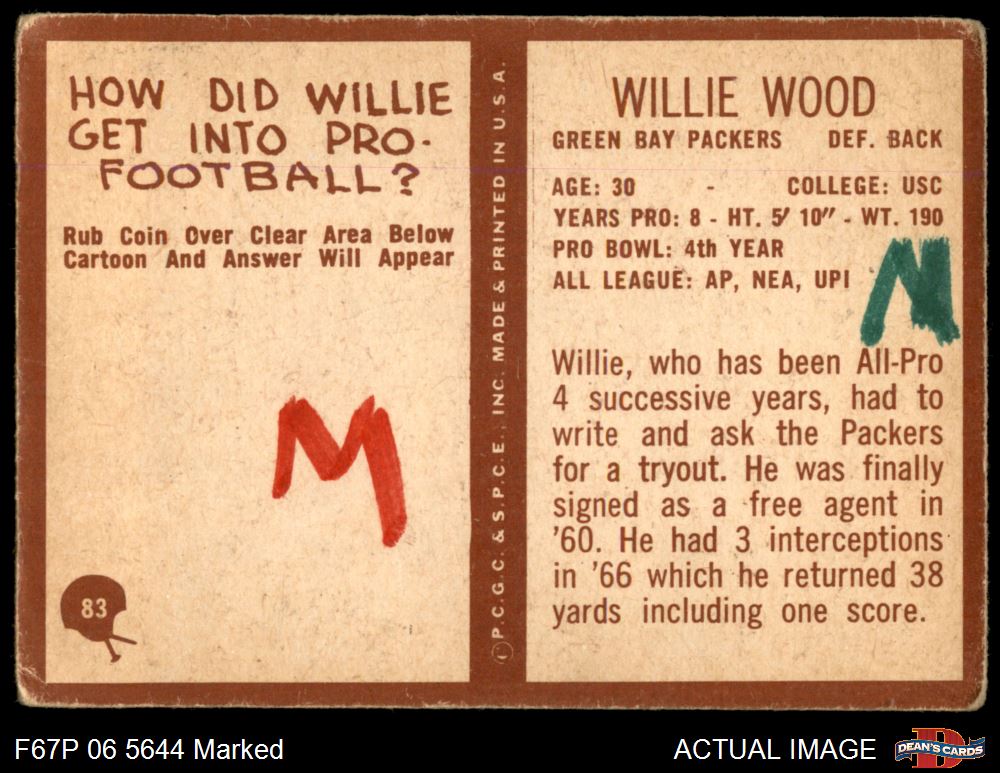 HOW DID WILLIE
GET INTO PRO-
FOOTBALL?
Rub Coin Over Clear Area Below
Cartoon And Answer Will Appear
M
83
© P.C.G.C. & S.P.C.E., INC. MADE & PRINTED IN U.S.A.
WILLIE WOOD
GREEN BAY PACKERS DEF. BACK
AGE: 30 - COLLEGE: USC
YEARS PRO: 8 - HT. 5' 10" - WT. 190
PRO BOWL: 4th YEAR
ALL LEAGUE: AP, NEA, UPI
N
Willie, who has been All-Pro
4 successive years, had to
write and ask the Packers
for a tryout. He was finally
signed as a free agent in
'60. He had 3 interceptions
in '66 which he returned 38
yards including one score.
F67P 06 5644 Marked
ACTUAL IMAGE
D
DEAN'S CARDS